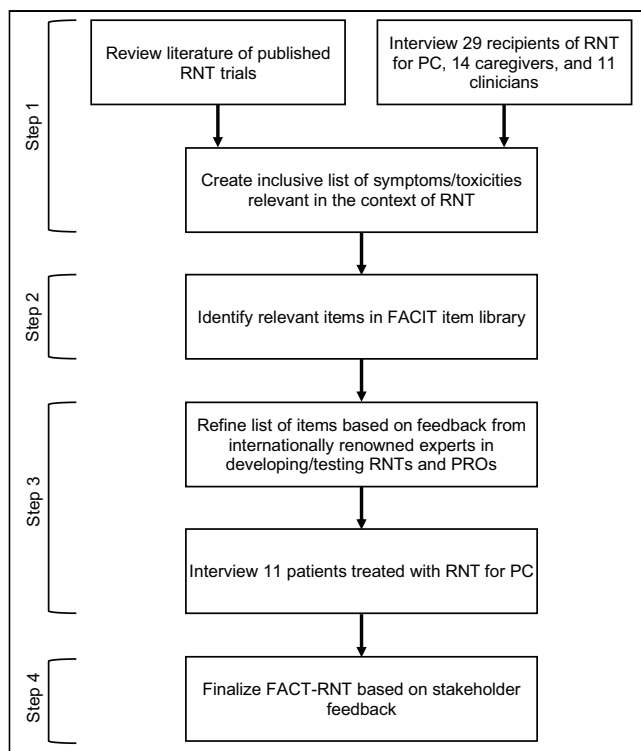 Step 1
Review literature of published
RNT trials
Interview 29 recipients of RNT
for PC, 14 caregivers, and 11
clinicians
Create inclusive list of symptoms/toxicities
relevant in the context of RNT
Step 2
Identify relevant items in FACIT item library
Step 3
Refine list of items based on feedback from
internationally renowned experts in
developing/testing RNTs and PROs
Interview 11 patients treated with RNT for PC
Step 4
Finalize FACT-RNT based on stakeholder
feedback